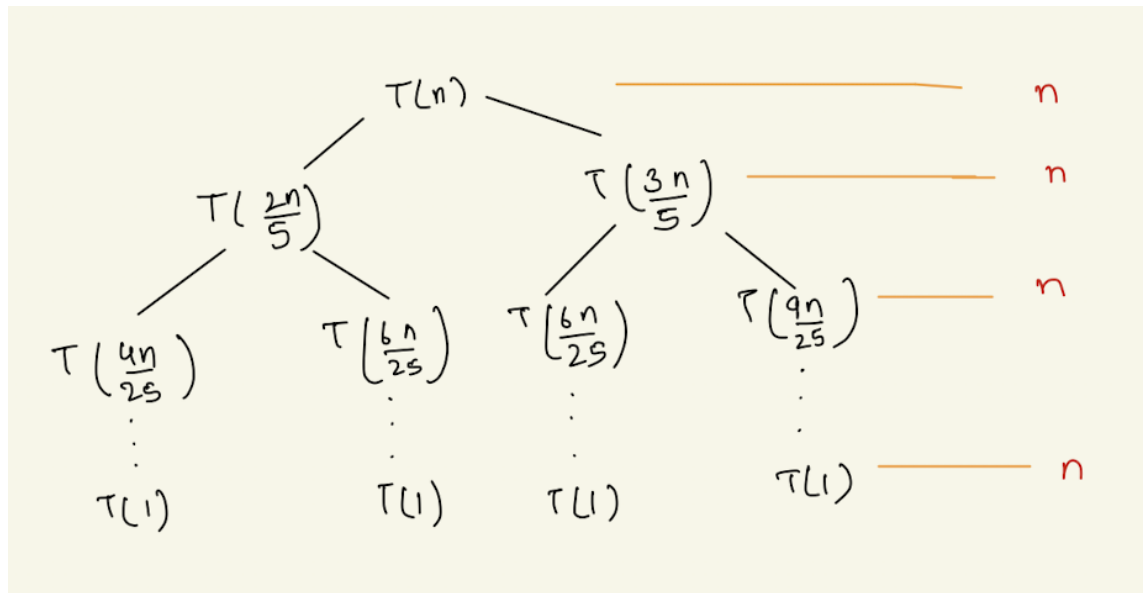 T(n) n
T(2n/5) T(3n/5) n
T(4n/25) T(6n/25) T(6n/25) T(9n/25) n
T(1) T(1) T(1) T(1) n